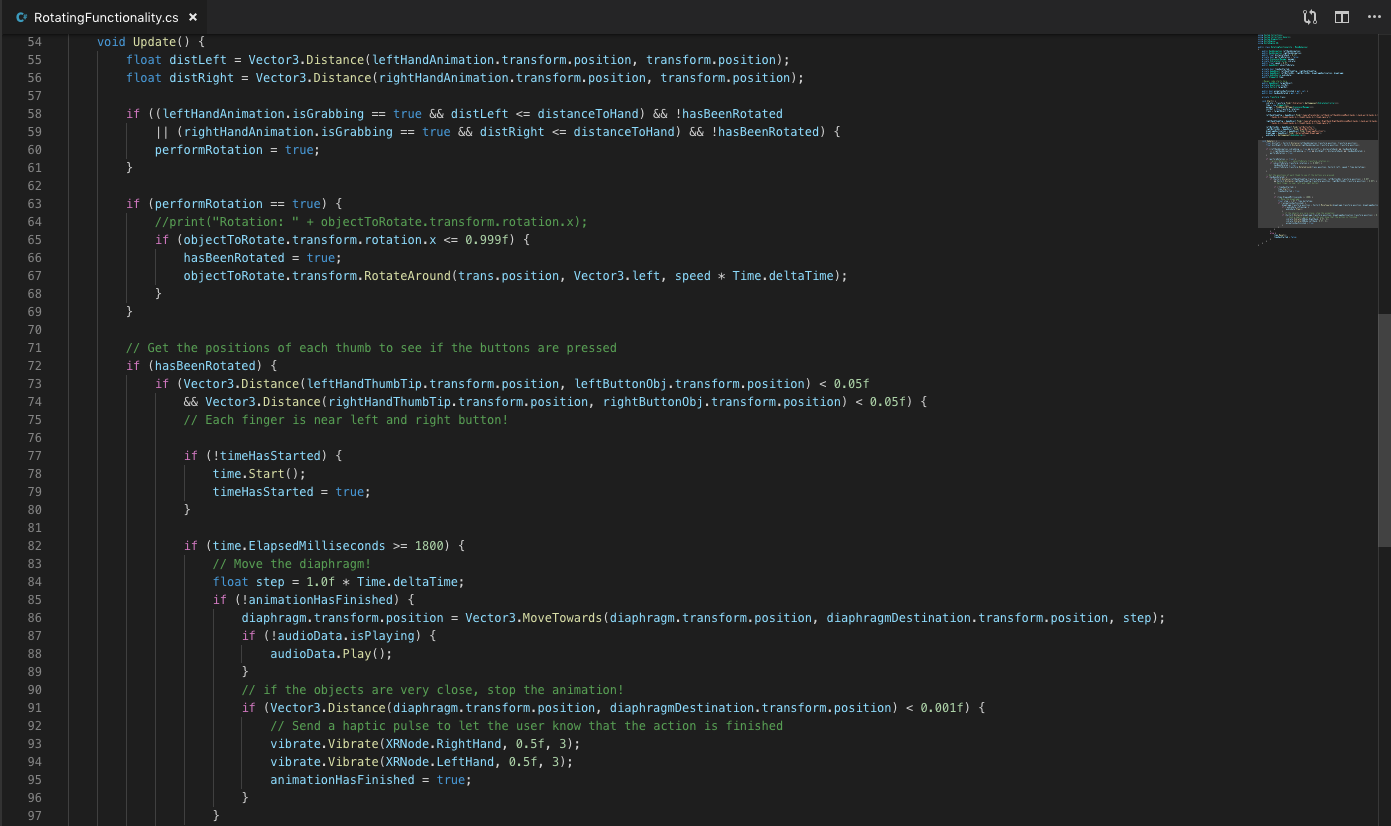 RotatingFunctionality.cs ×
54 void Update() {
55 float distLeft = Vector3.Distance(leftHandAnimation.transform.position, transform.position);
56 float distRight = Vector3.Distance(rightHandAnimation.transform.position, transform.position);
57
58 if ((leftHandAnimation.isGrabbing == true && distLeft <= distanceToHand) && !hasBeenRotated
59 || (rightHandAnimation.isGrabbing == true && distRight <= distanceToHand) && !hasBeenRotated) {
60 performRotation = true;
61 }
62
63 if (performRotation == true) {
64 //print("Rotation: " + objectToRotate.transform.rotation.x);
65 if (objectToRotate.transform.rotation.x <= 0.999f) {
66 hasBeenRotated = true;
67 objectToRotate.transform.RotateAround(trans.position, Vector3.left, speed * Time.deltaTime);
68 }
69 }
70
71 // Get the positions of each thumb to see if the buttons are pressed
72 if (hasBeenRotated) {
73 if (Vector3.Distance(leftHandThumbTip.transform.position, leftButtonObj.transform.position) < 0.05f
74 && Vector3.Distance(rightHandThumbTip.transform.position, rightButtonObj.transform.position) < 0.05f) {
75 // Each finger is near left and right button!
76
77 if (!timeHasStarted) {
78 time.Start();
79 timeHasStarted = true;
80 }
81
82 if (time.ElapsedMilliseconds >= 1800) {
83 // Move the diaphragm!
84 float step = 1.0f * Time.deltaTime;
85 if (!animationHasFinished) {
86 diaphragm.transform.position = Vector3.MoveTowards(diaphragm.transform.position, diaphragmDestination.transform.position, step);
87 if (!audioData.isPlaying) {
88 audioData.Play();
89 }
90 // if the objects are very close, stop the animation!
91 if (Vector3.Distance(diaphragm.transform.position, diaphragmDestination.transform.position) < 0.001f) {
92 // Send a haptic pulse to let the user know that the action is finished
93 vibrate.Vibrate(XRNode.RightHand, 0.5f, 3);
94 vibrate.Vibrate(XRNode.LeftHand, 0.5f, 3);
95 animationHasFinished = true;
96 }
97 }